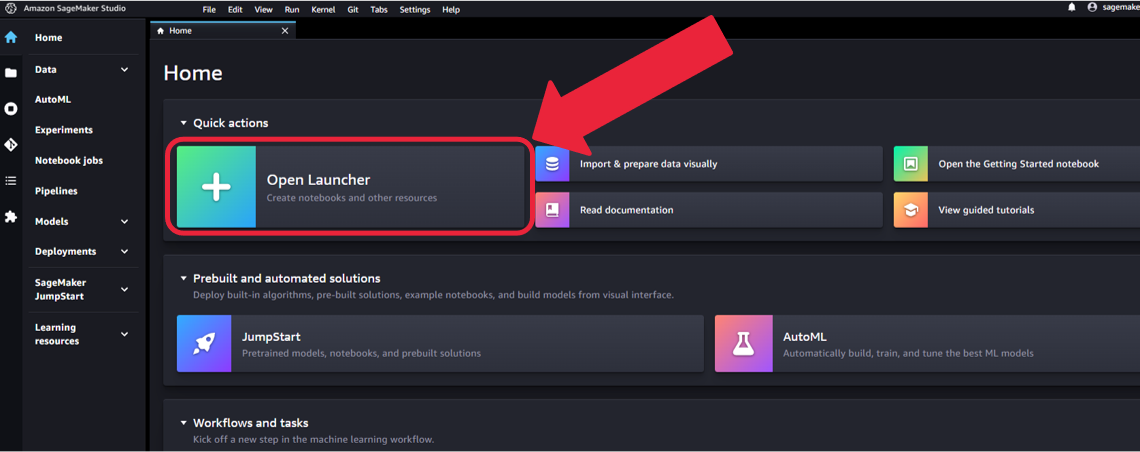 Amazon SageMaker Studio File Edit View Run Kernel Git Tabs Settings Help sagemake
Home
Home
Data
AutoML
Experiments
Notebook jobs
Pipelines
Models
Deployments
SageMaker
JumpStart
Learning
resources
Home
Quick actions
Open Launcher
Create notebooks and other resources
Import & prepare data visually
Open the Getting Started notebook
Read documentation
View guided tutorials
Prebuilt and automated solutions
Deploy built-in algorithms, pre-built solutions, example notebooks, and build models from visual interface.
JumpStart
Pretrained models, notebooks, and prebuilt solutions
AutoML
Automatically build, train, and tune the best ML models
Workflows and tasks
Kick off a new step in the machine learning workflow.